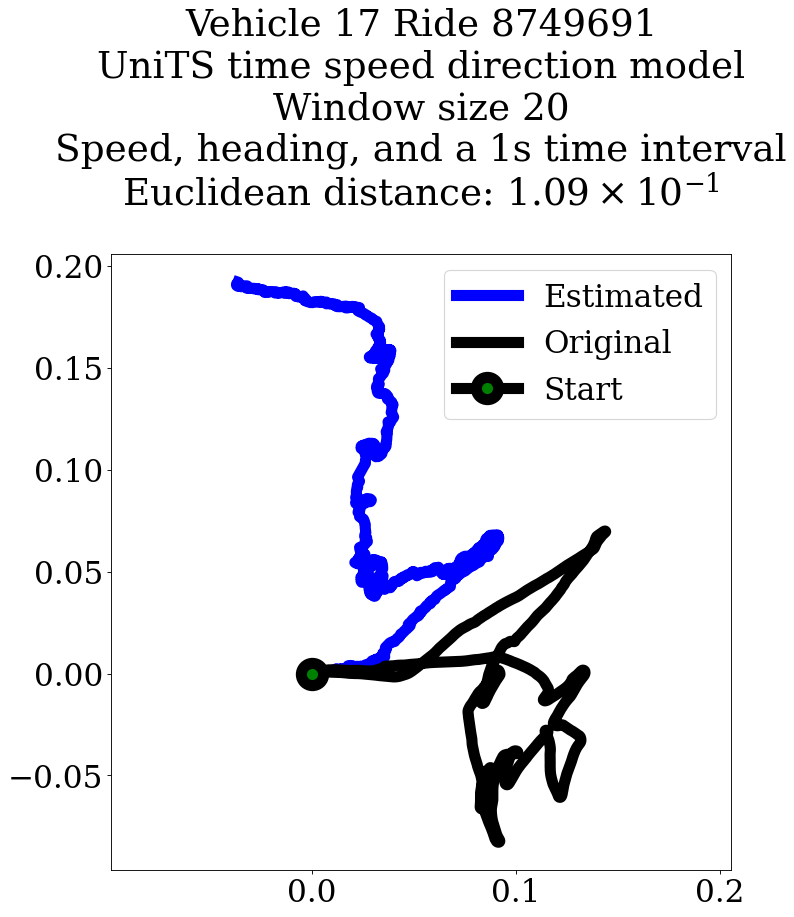 Vehicle 17 Ride 8749691
UniTS time speed direction model
Window size 20
Speed, heading, and a 1s time interval
Euclidean distance: 1.09 × 10⁻¹
0.20
0.15
0.10
0.05
0.00
−0.05
Estimated
Original
Start
0.0
0.1
0.2